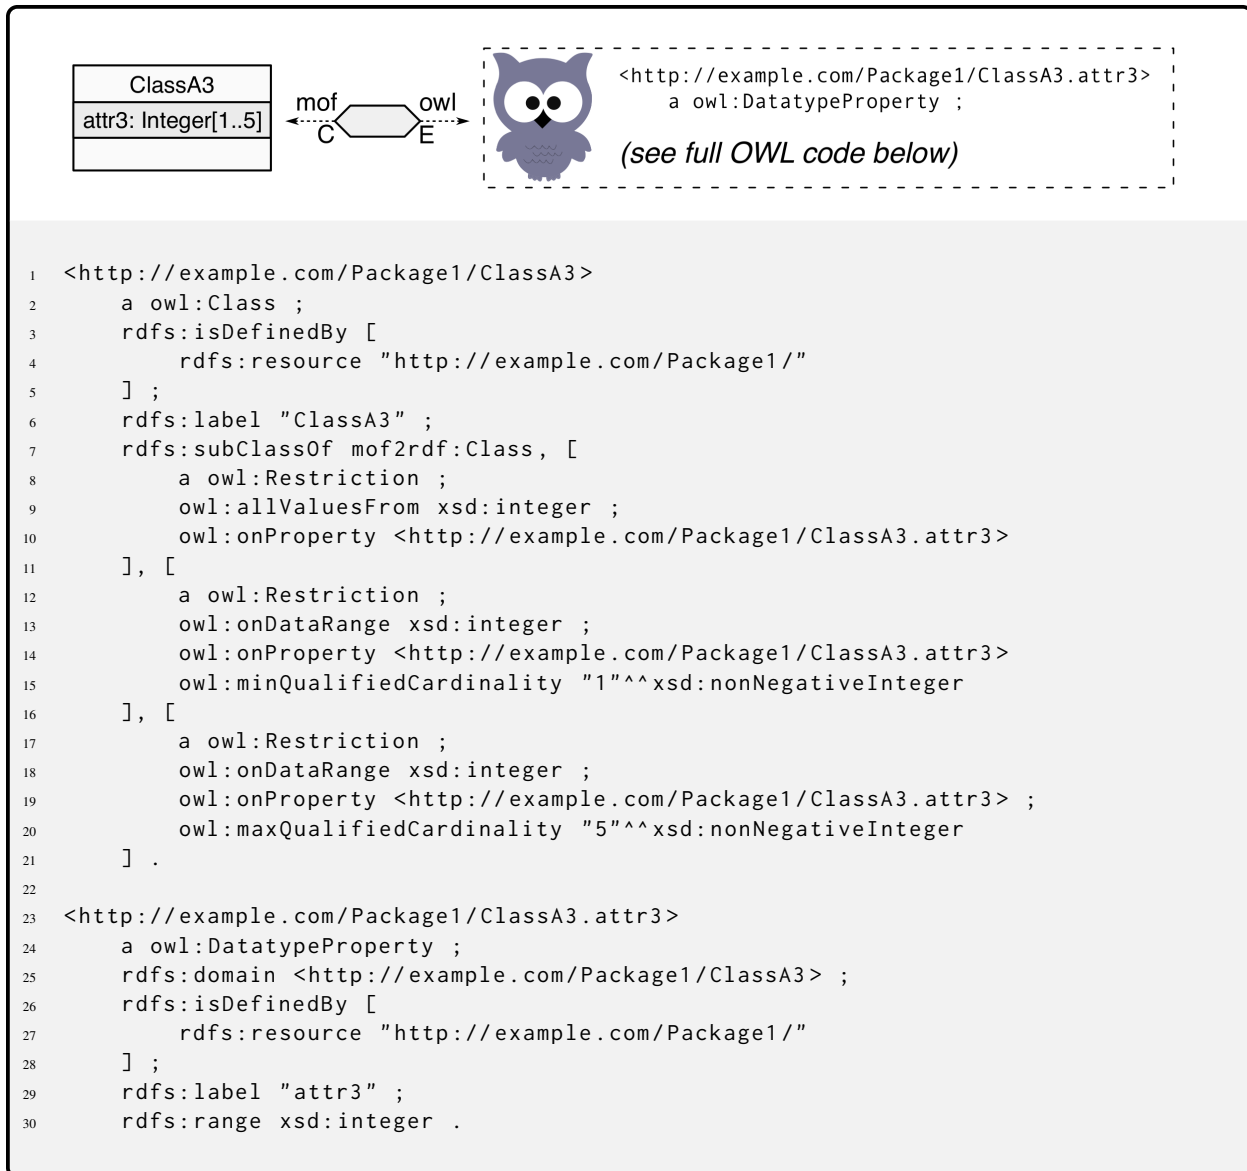 ClassA3
attr3: Integer[1..5]
mof
owl
C
E
<http://example.com/Package1/ClassA3.attr3>
    a owl:DatatypeProperty ;
(see full OWL code below)
1 <http://example.com/Package1/ClassA3>
2     a owl:Class ;
3     rdfs:isDefinedBy [
4         rdfs:resource "http://example.com/Package1/"
5     ] ;
6     rdfs:label "ClassA3" ;
7     rdfs:subClassOf mof2rdf:Class, [
8         a owl:Restriction ;
9         owl:allValuesFrom xsd:integer ;
10         owl:onProperty <http://example.com/Package1/ClassA3.attr3>
11     ], [
12         a owl:Restriction ;
13         owl:onDataRange xsd:integer ;
14         owl:onProperty <http://example.com/Package1/ClassA3.attr3>
15         owl:minQualifiedCardinality "1"^^xsd:nonNegativeInteger
16     ], [
17         a owl:Restriction ;
18         owl:onDataRange xsd:integer ;
19         owl:onProperty <http://example.com/Package1/ClassA3.attr3> ;
20         owl:maxQualifiedCardinality "5"^^xsd:nonNegativeInteger
21     ] .
22
23 <http://example.com/Package1/ClassA3.attr3>
24     a owl:DatatypeProperty ;
25     rdfs:domain <http://example.com/Package1/ClassA3> ;
26     rdfs:isDefinedBy [
27         rdfs:resource "http://example.com/Package1/"
28     ] ;
29     rdfs:label "attr3" ;
30     rdfs:range xsd:integer .